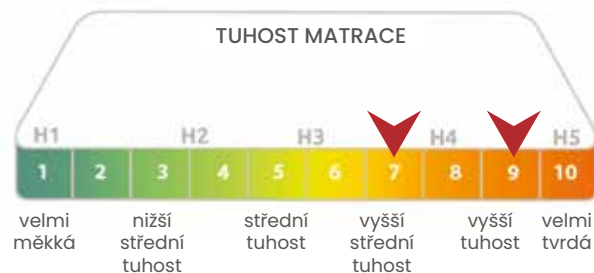 TUHOST MATRACE
H1 H2 H3 H4 H5
1 2 3 4 5 6 7 8 9 10
velmi měkká
nižší střední tuhost
střední tuhost
vyšší střední tuhost
vyšší tuhost
velmi tvrdá